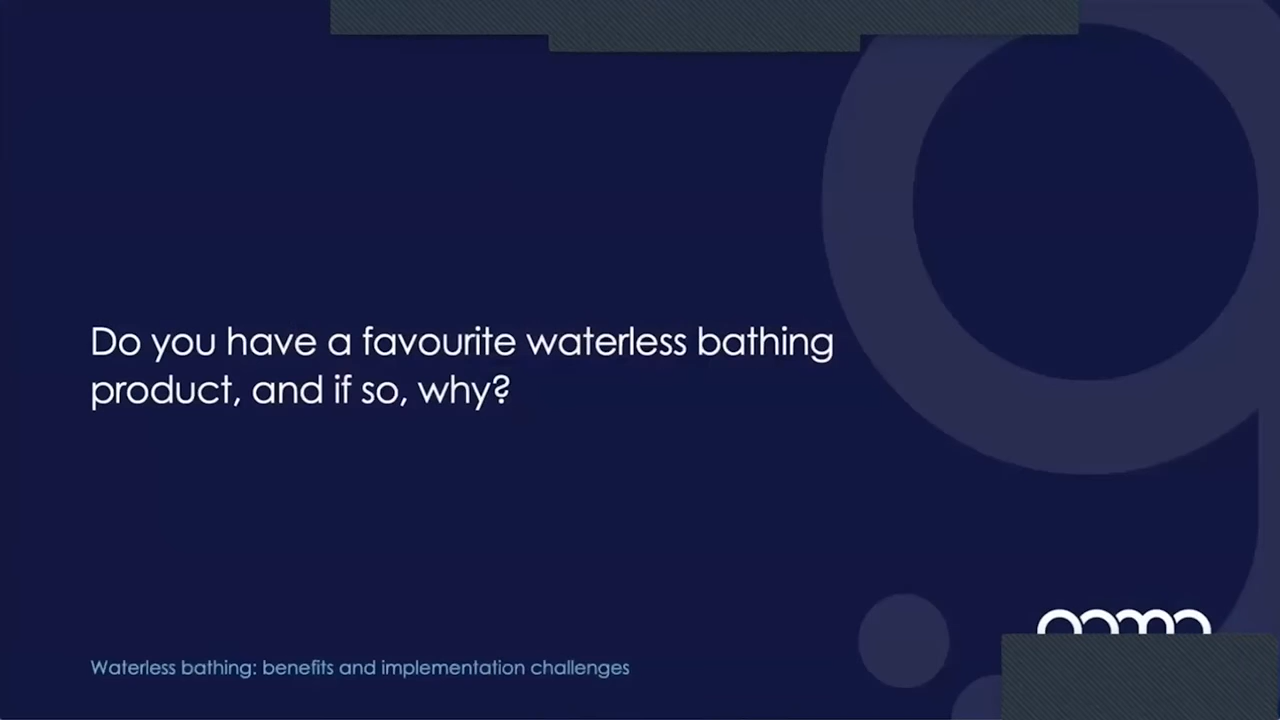 Do you have a favourite waterless bathing
product, and if so, why?
Waterless bathing: benefits and implementation challenges